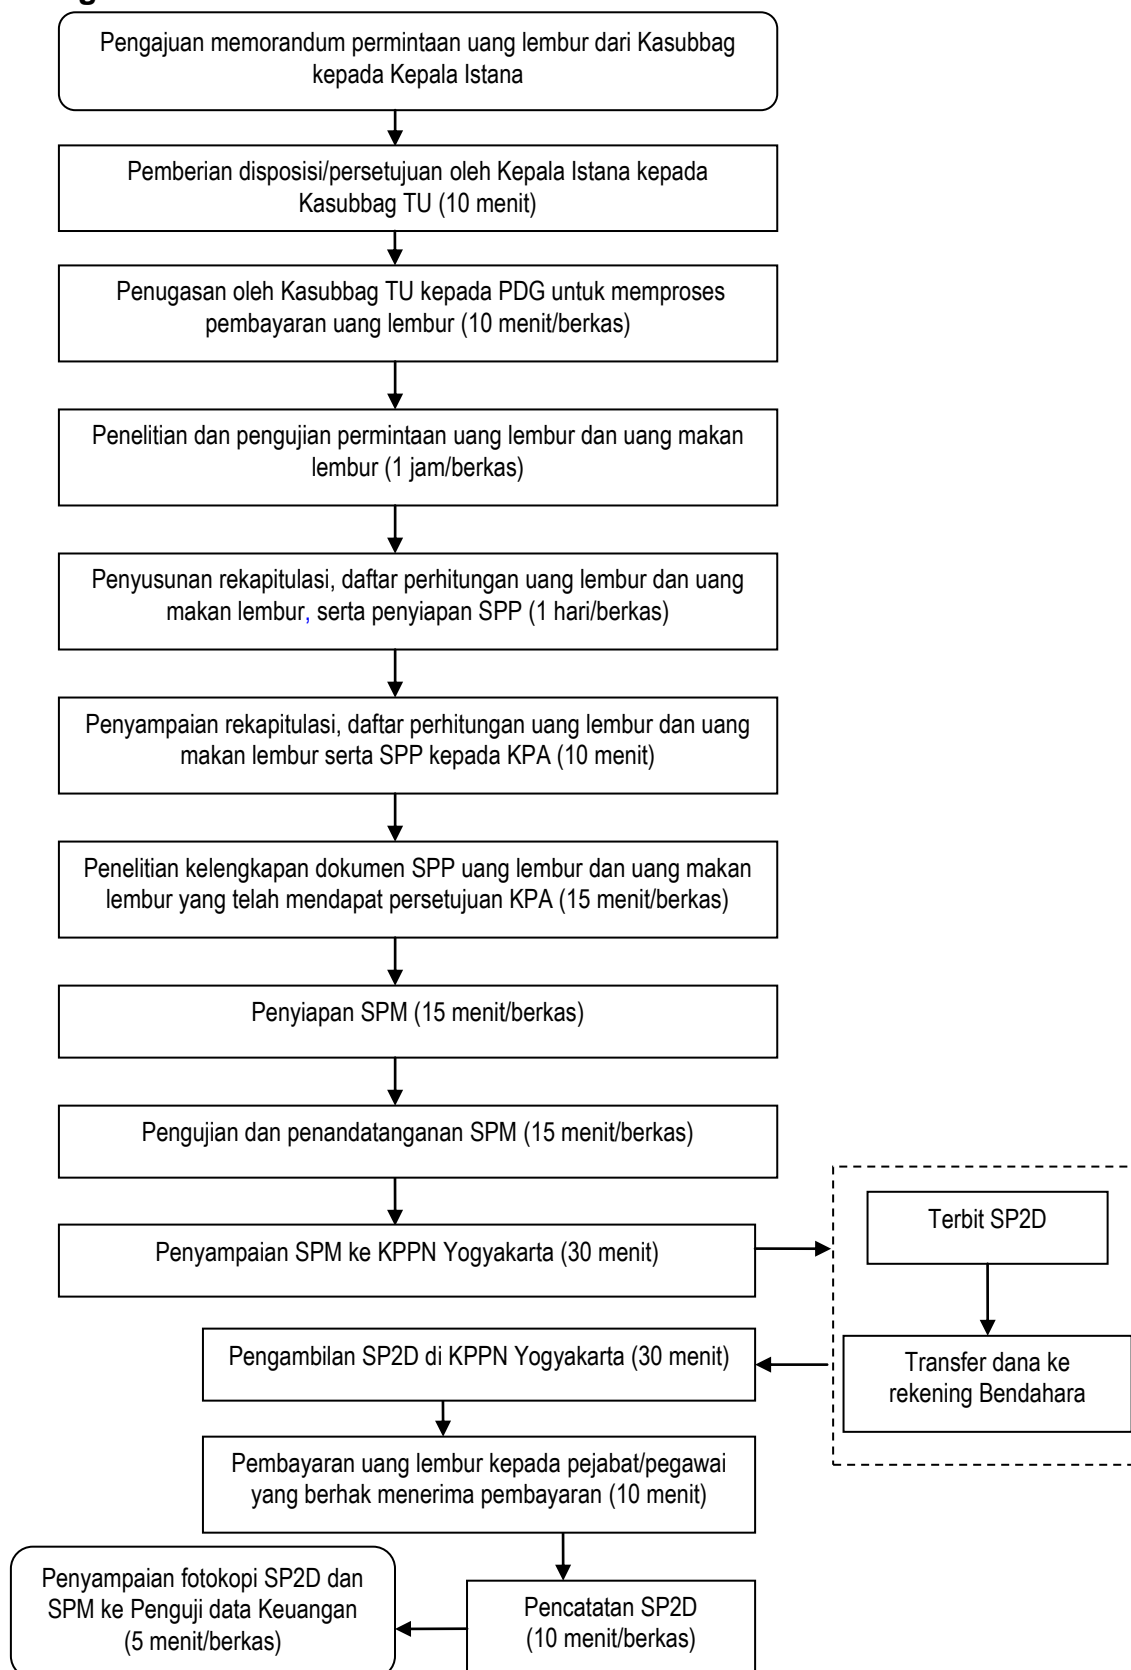 Pengajuan memorandum permintaan uang lembur dari Kasubbag
kepada Kepala Istana
Pemberian disposisi/persetujuan oleh Kepala Istana kepada
Kasubbag TU (10 menit)
Penugasan oleh Kasubbag TU kepada PDG untuk memproses
pembayaran uang lembur (10 menit/berkas)
Penelitian dan pengujian permintaan uang lembur dan uang makan
lembur (1 jam/berkas)
Penyusunan rekapitulasi, daftar perhitungan uang lembur dan uang
makan lembur, serta penyiapan SPP (1 hari/berkas)
Penyampaian rekapitulasi, daftar perhitungan uang lembur dan uang
makan lembur serta SPP kepada KPA (10 menit)
Penelitian kelengkapan dokumen SPP uang lembur dan uang makan
lembur yang telah mendapat persetujuan KPA (15 menit/berkas)
Penyiapan SPM (15 menit/berkas)
Pengujian dan penandatanganan SPM (15 menit/berkas)
Penyampaian SPM ke KPPN Yogyakarta (30 menit)
Terbit SP2D
Transfer dana ke
rekening Bendahara
Pengambilan SP2D di KPPN Yogyakarta (30 menit)
Pembayaran uang lembur kepada pejabat/pegawai
yang berhak menerima pembayaran (10 menit)
Pencatatan SP2D
(10 menit/berkas)
Penyampaian fotokopi SP2D dan
SPM ke Penguji data Keuangan
(5 menit/berkas)